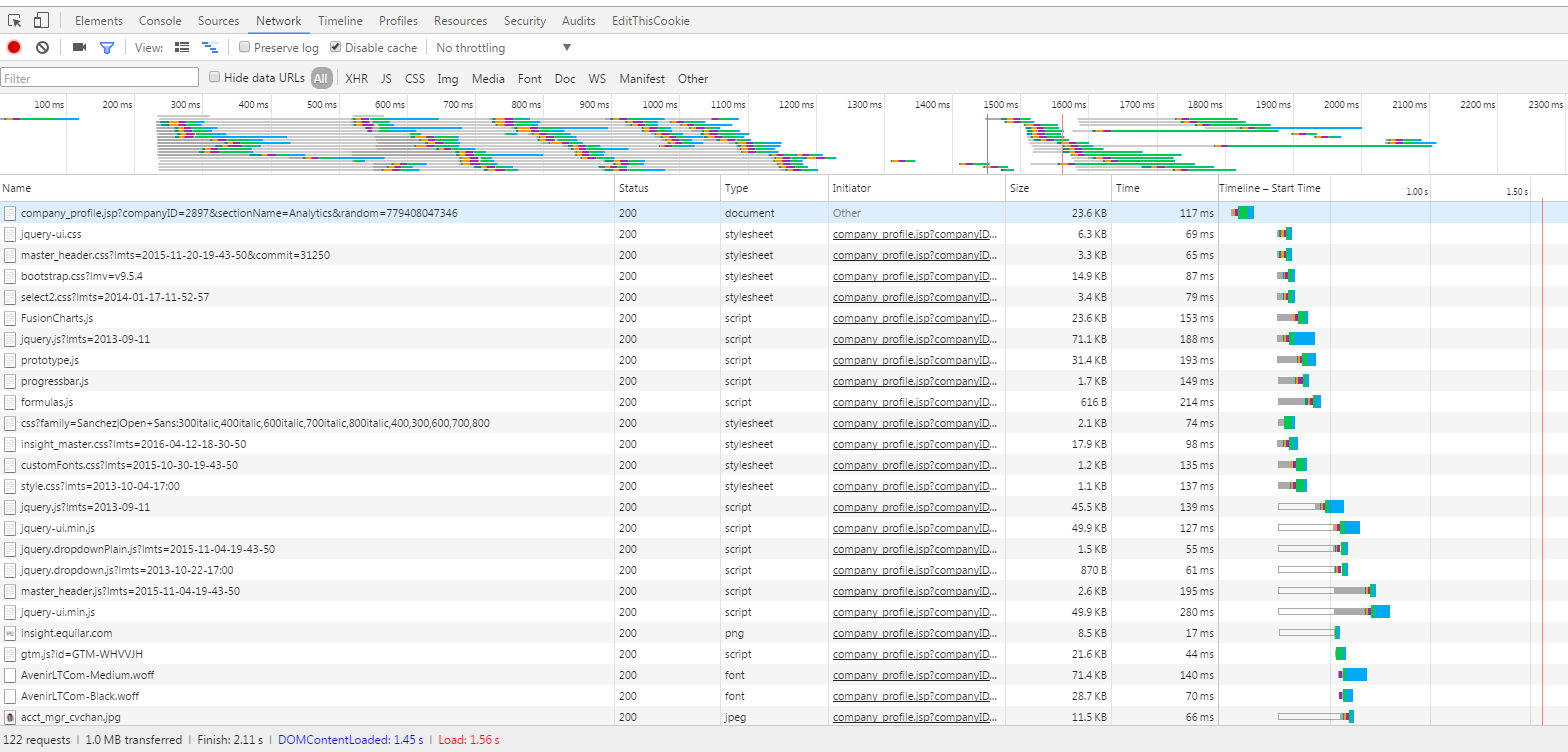 Elements Console Sources Network Timeline Profiles Resources Security Audits EditThisCookie
View: Preserve log Disable cache No throttling ▼
Filter Hide data URLs All XHR JS CSS Img Media Font Doc WS Manifest Other
100 ms 200 ms 300 ms 400 ms 500 ms 600 ms 700 ms 800 ms 900 ms 1000 ms 1100 ms 1200 ms 1300 ms 1400 ms 1500 ms 1600 ms 1700 ms 1800 ms 1900 ms 2000 ms 2100 ms 2200 ms 2300 ms
Name Status Type Initiator Size Time Timeline – Start Time 1.00 s 1.50 s
company_profile.jsp?companyID=2897&sectionName=Analytics&random=779408047346 200 document Other 23.6 KB 117 ms
jquery-ui.css 200 stylesheet company_profile.jsp?companyID... 6.3 KB 69 ms
master_header.css?lmts=2015-11-20-19-43-50&commit=31250 200 stylesheet company_profile.jsp?companyID... 3.3 KB 65 ms
bootstrap.css?lmv=v9.5.4 200 stylesheet company_profile.jsp?companyID... 14.9 KB 87 ms
select2.css?lmts=2014-01-17-11-52-57 200 stylesheet company_profile.jsp?companyID... 3.4 KB 79 ms
FusionCharts.js 200 script company_profile.jsp?companyID... 23.6 KB 153 ms
jquery.js?lmts=2013-09-11 200 script company_profile.jsp?companyID... 71.1 KB 188 ms
prototype.js 200 script company_profile.jsp?companyID... 31.4 KB 193 ms
progressbar.js 200 script company_profile.jsp?companyID... 1.7 KB 149 ms
formulas.js 200 script company_profile.jsp?companyID... 616 B 214 ms
css?family=Sanchez|Open+Sans:300italic,400italic,600italic,700italic,800italic,400,300,600,700,800 200 stylesheet company_profile.jsp?companyID... 2.1 KB 74 ms
insight_master.css?lmts=2016-04-12-18-30-50 200 stylesheet company_profile.jsp?companyID... 17.9 KB 98 ms
customFonts.css?lmts=2015-10-30-19-43-50 200 stylesheet company_profile.jsp?companyID... 1.2 KB 135 ms
style.css?lmts=2013-10-04-17:00 200 stylesheet company_profile.jsp?companyID... 1.1 KB 137 ms
jquery.js?lmts=2013-09-11 200 script company_profile.jsp?companyID... 45.5 KB 139 ms
jquery-ui.min.js 200 script company_profile.jsp?companyID... 49.9 KB 127 ms
jquery.dropdownPlain.js?lmts=2015-11-04-19-43-50 200 script company_profile.jsp?companyID... 1.5 KB 55 ms
jquery.dropdown.js?lmts=2013-10-22-17:00 200 script company_profile.jsp?companyID... 870 B 61 ms
master_header.js?lmts=2015-11-04-19-43-50 200 script company_profile.jsp?companyID... 2.6 KB 195 ms
jquery-ui.min.js 200 script company_profile.jsp?companyID... 49.9 KB 280 ms
insight.equilar.com 200 png company_profile.jsp?companyID... 8.5 KB 17 ms
gtm.js?id=GTM-WHVVJH 200 script company_profile.jsp?companyID... 21.6 KB 44 ms
AvenirLTCom-Medium.woff 200 font company_profile.jsp?companyID... 71.4 KB 140 ms
AvenirLTCom-Black.woff 200 font company_profile.jsp?companyID... 28.7 KB 70 ms
acct_mgr_cvchan.jpg 200 jpeg company_profile.jsp?companyID... 11.5 KB 66 ms
122 requests | 1.0 MB transferred | Finish: 2.11 s | DOMContentLoaded: 1.45 s | Load: 1.56 s